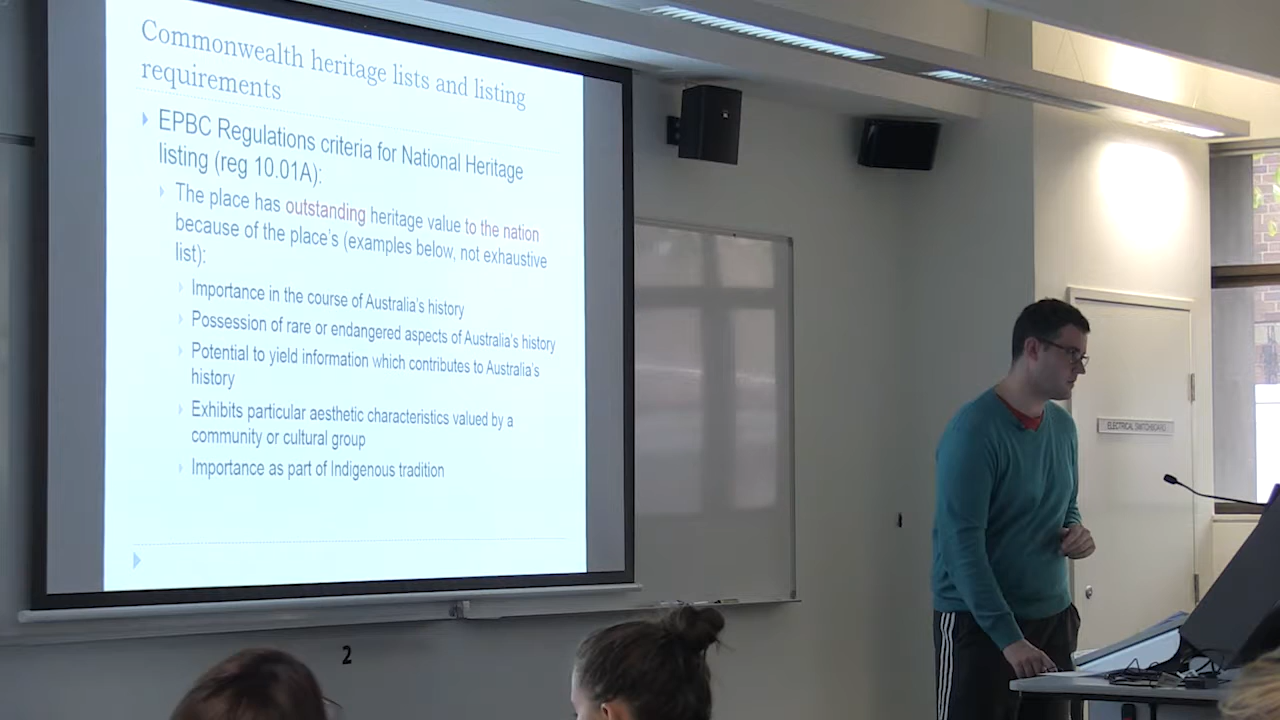 Commonwealth heritage lists and listing
requirements
EPBC Regulations criteria for National Heritage
listing (reg 10.01A):
The place has outstanding heritage value to the nation
because of the place's (examples below, not exhaustive
list):
Importance in the course of Australia's history
Possession of rare or endangered aspects of Australia's history
Potential to yield information which contributes to Australia's
history
Exhibits particular aesthetic characteristics valued by a
community or cultural group
Importance as part of Indigenous tradition
ELECTRICAL SWITCHBOARD
2